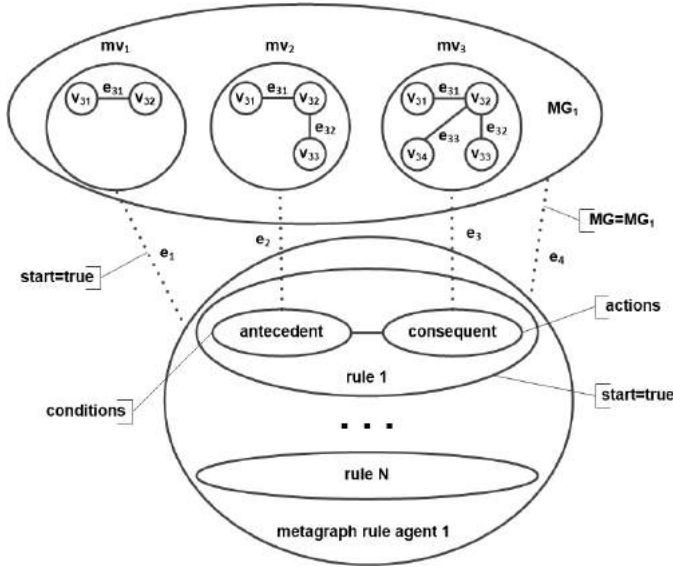 mv₁ mv₂ mv₃
v₃₁ e₃₁ v₃₂ v₃₁ e₃₁ v₃₂ v₃₁ e₃₁ v₃₂
MG₁
e₃₂ e₃₃ e₃₂
v₃₃ v₃₄ v₃₃
MG=MG₁
e₁ e₂ e₃ e₄
start=true
actions
antecedent consequent
rule 1
start=true
conditions
. . .
rule N
metagraph rule agent 1